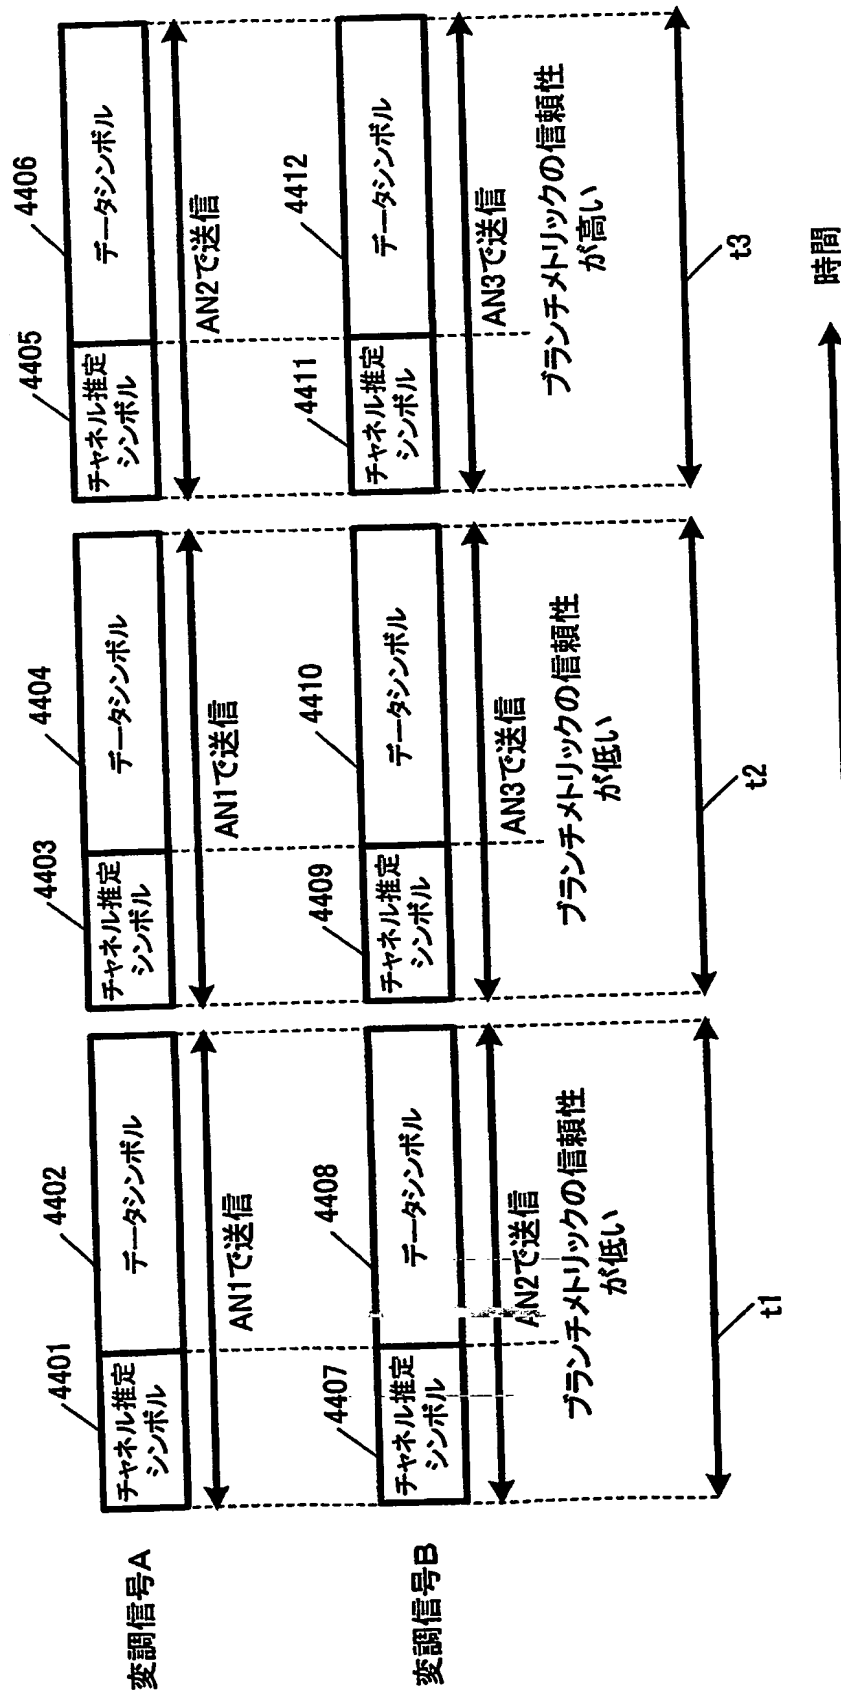 変調信号A
4401
チャネル推定
シンボル
4402
データシンボル
AN1で送信
4403
チャネル推定
シンボル
4404
データシンボル
AN1で送信
4405
チャネル推定
シンボル
4406
データシンボル
AN2で送信
変調信号B
4407
チャネル推定
シンボル
4408
データシンボル
AN2で送信
ブランチメトリックの信頼性
が低い
4409
チャネル推定
シンボル
4410
データシンボル
AN3で送信
ブランチメトリックの信頼性
が低い
4411
チャネル推定
シンボル
4412
データシンボル
AN3で送信
ブランチメトリックの信頼性
が高い
t1
t2
t3
時間